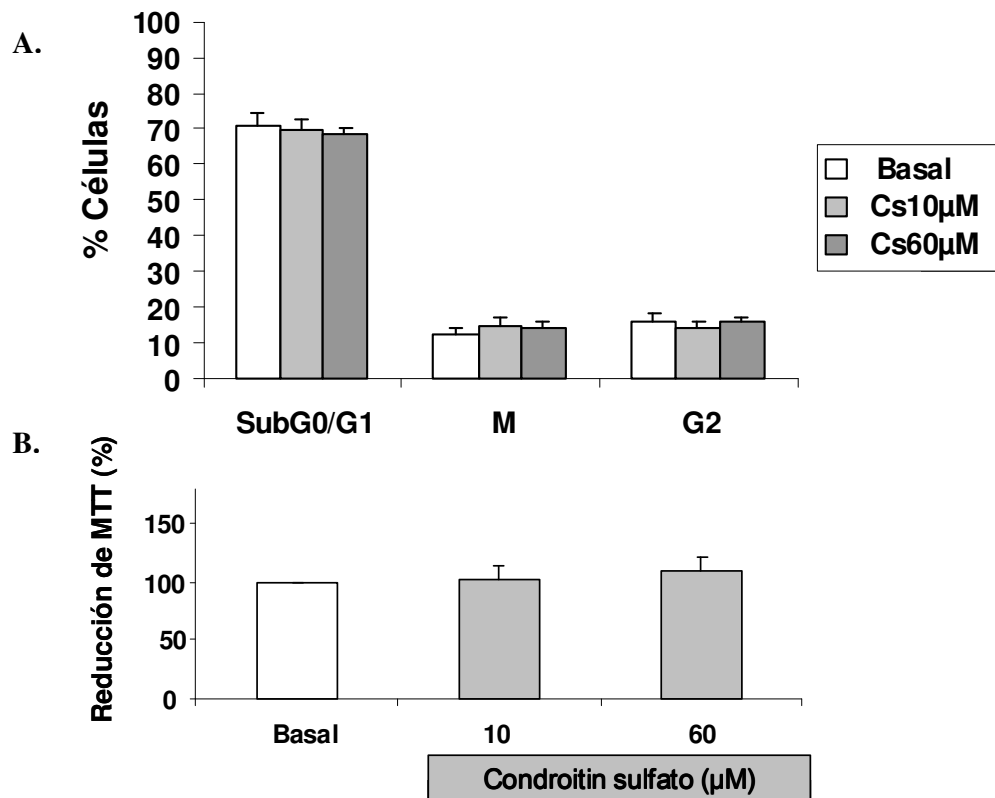 A.
% Células
100
90
80
70
60
50
40
30
20
10
0
SubG0/G1 M G2
Basal
Cs10µM
Cs60µM
B.
Reducción de MTT (%)
150
100
50
0
Basal 10 60
Condroitin sulfato (µM)